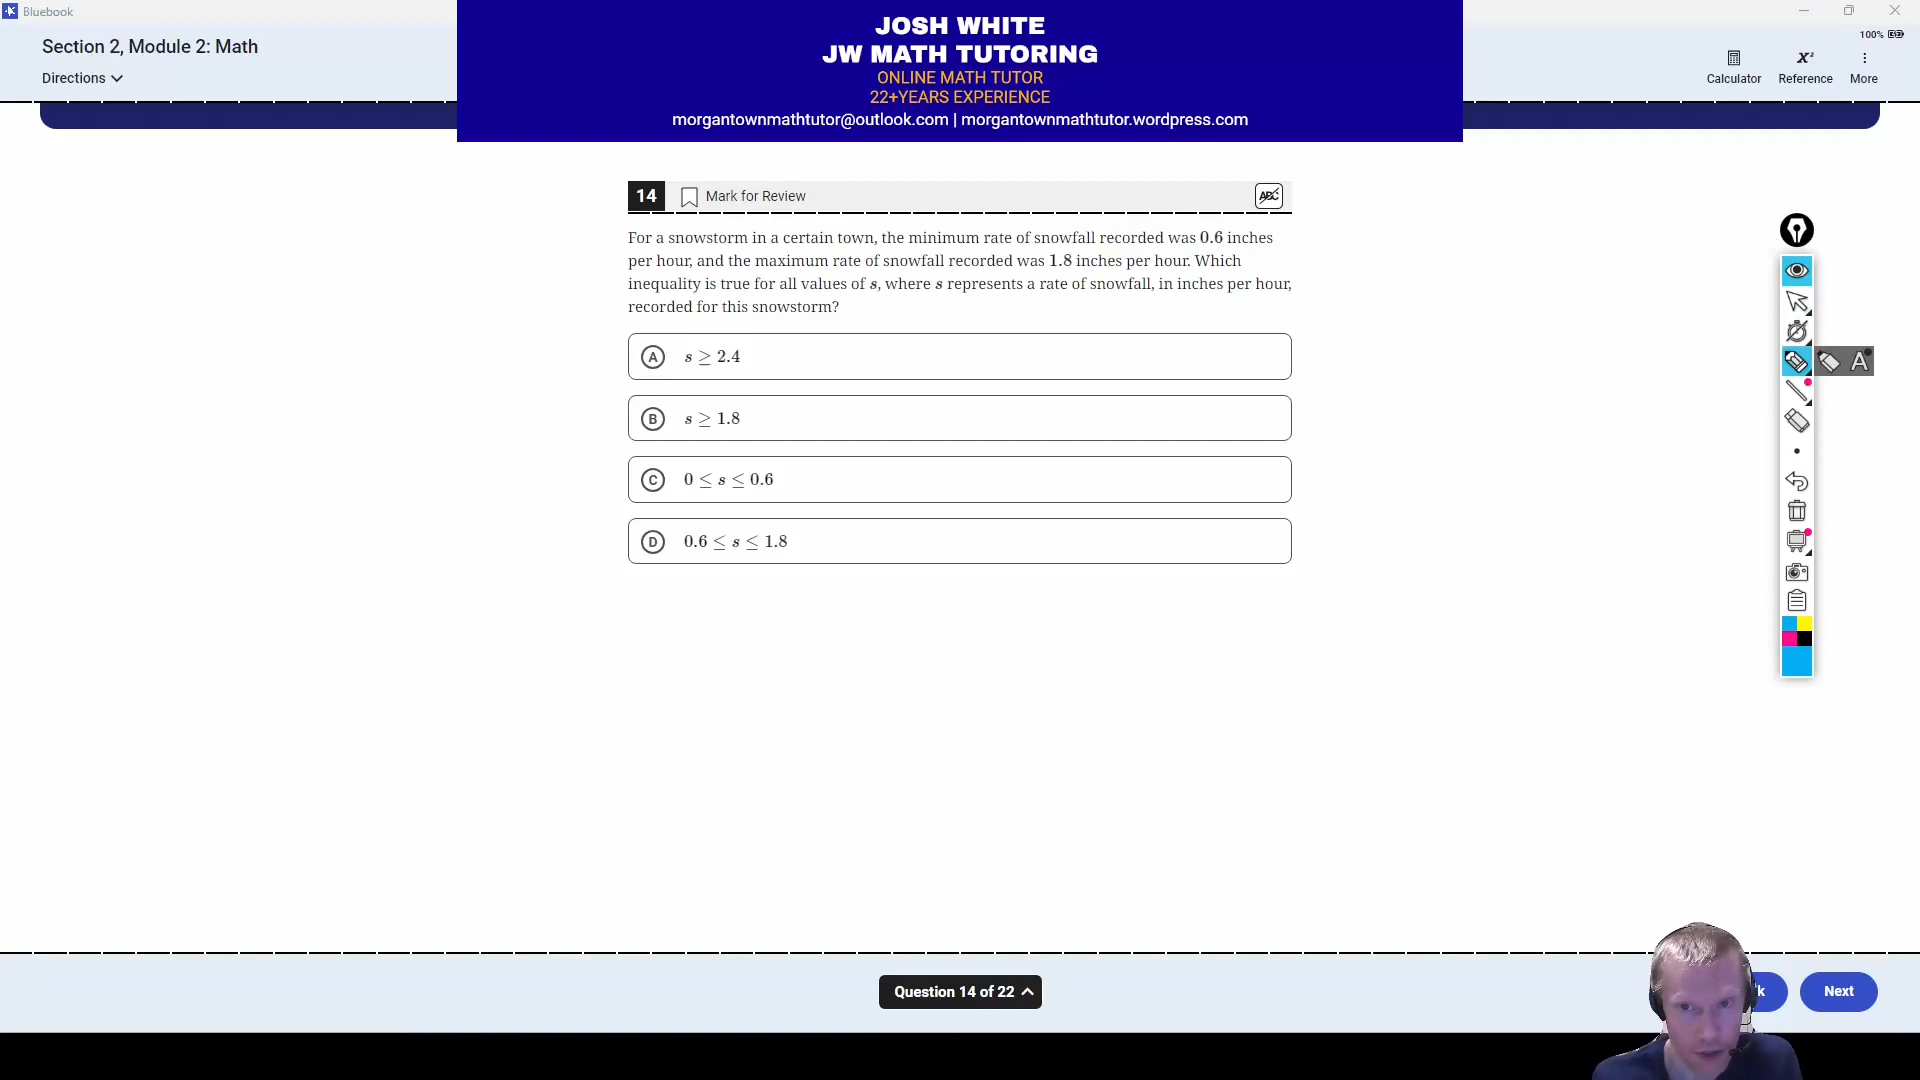 Bluebook
JOSH WHITE
JW MATH TUTORING
ONLINE MATH TUTOR
22+YEARS EXPERIENCE
morgantownmathtutor@outlook.com | morgantownmathtutor.wordpress.com
Section 2, Module 2: Math
Directions
100%
Calculator
Reference
More
14
Mark for Review
ABC
For a snowstorm in a certain town, the minimum rate of snowfall recorded was 0.6 inches
per hour, and the maximum rate of snowfall recorded was 1.8 inches per hour. Which
inequality is true for all values of s, where s represents a rate of snowfall, in inches per hour,
recorded for this snowstorm?
A s ≥ 2.4
B s ≥ 1.8
C 0 ≤ s ≤ 0.6
D 0.6 ≤ s ≤ 1.8
A
Question 14 of 22
k
Next